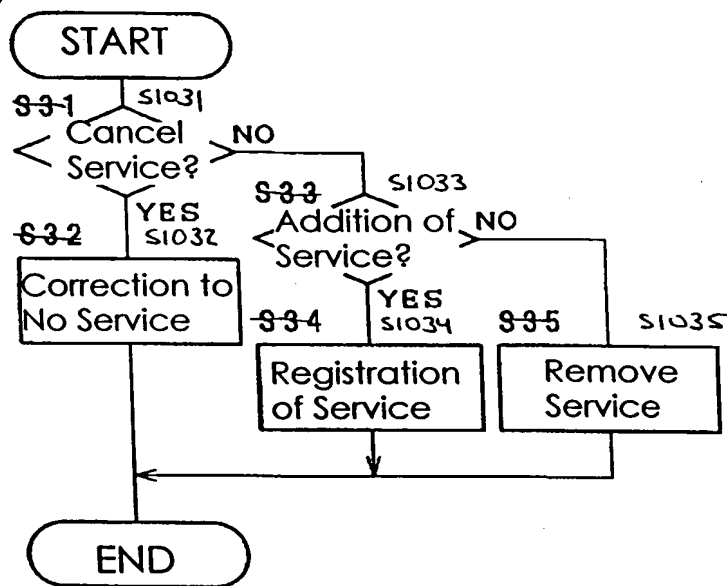 START
S31 S1031
Cancel
Service?
NO
YES
S32 S1032
Correction to
No Service
S33 S1033
Addition of
Service?
NO
YES
S34 S1034
Registration
of Service
S35 S1035
Remove
Service
END